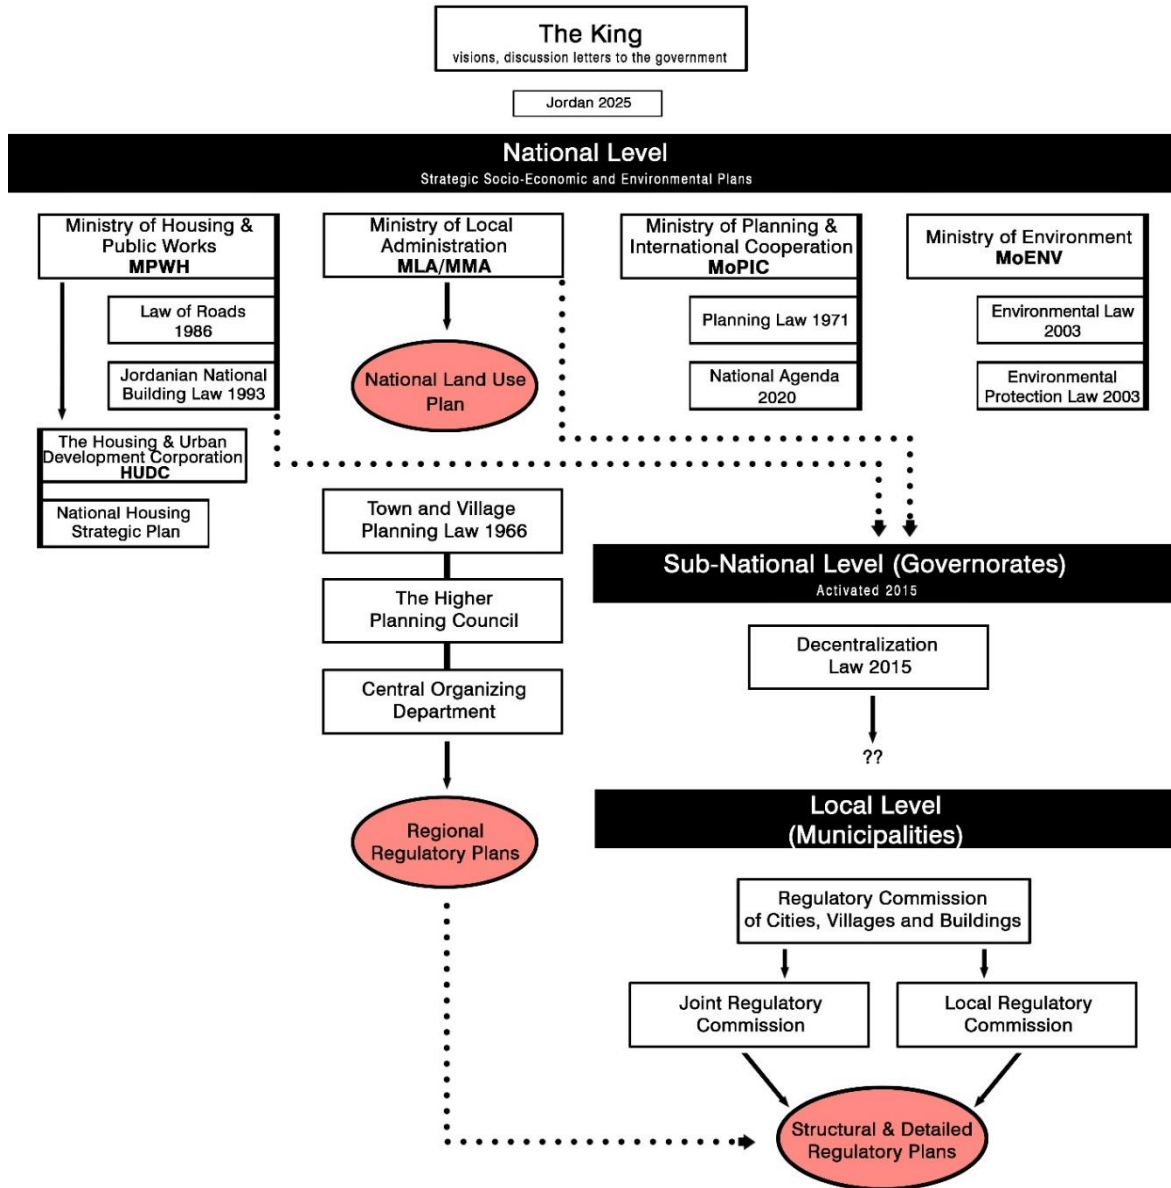 The King
visions, discussion letters to the government
Jordan 2025
National Level
Strategic Socio-Economic and Environmental Plans
Ministry of Housing &
Public Works
MPWH
Law of Roads
1986
Jordanian National
Building Law 1993
The Housing & Urban
Development Corporation
HUDC
National Housing
Strategic Plan
Ministry of Local
Administration
MLA/MMA
National Land Use
Plan
Ministry of Planning &
International Cooperation
MoPIC
Planning Law 1971
National Agenda
2020
Ministry of Environment
MoENV
Environmental Law
2003
Environmental
Protection Law 2003
Town and Village
Planning Law 1966
The Higher
Planning Council
Central Organizing
Department
Regional
Regulatory Plans
Sub-National Level (Governorates)
Activated 2015
Decentralization
Law 2015
??
Local Level
(Municipalities)
Regulatory Commission
of Cities, Villages and Buildings
Joint Regulatory
Commission
Local Regulatory
Commission
Structural & Detailed
Regulatory Plans